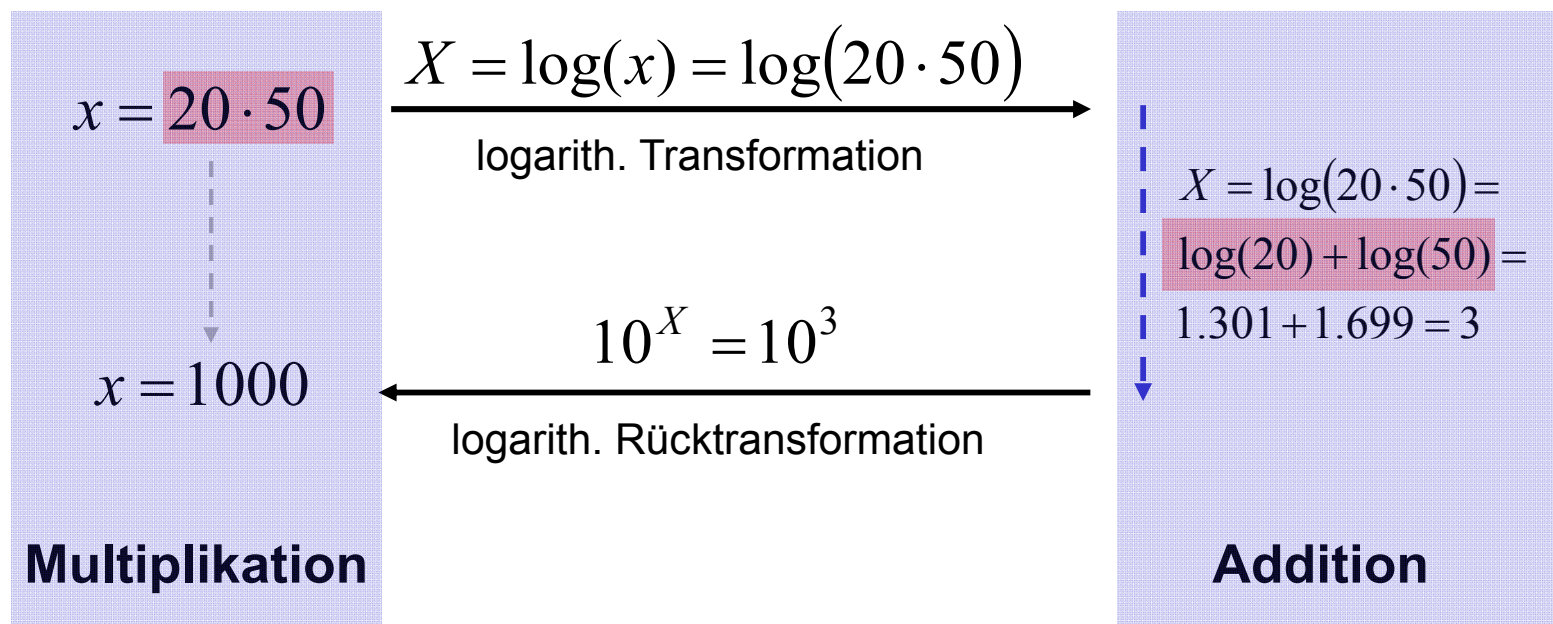 x = 20 · 50
x = 1000
Multiplikation
X = log(x) = log(20 · 50)
logarith. Transformation
10^X = 10^3
logarith. Rücktransformation
X = log(20 · 50) =
log(20) + log(50) =
1.301 + 1.699 = 3
Addition